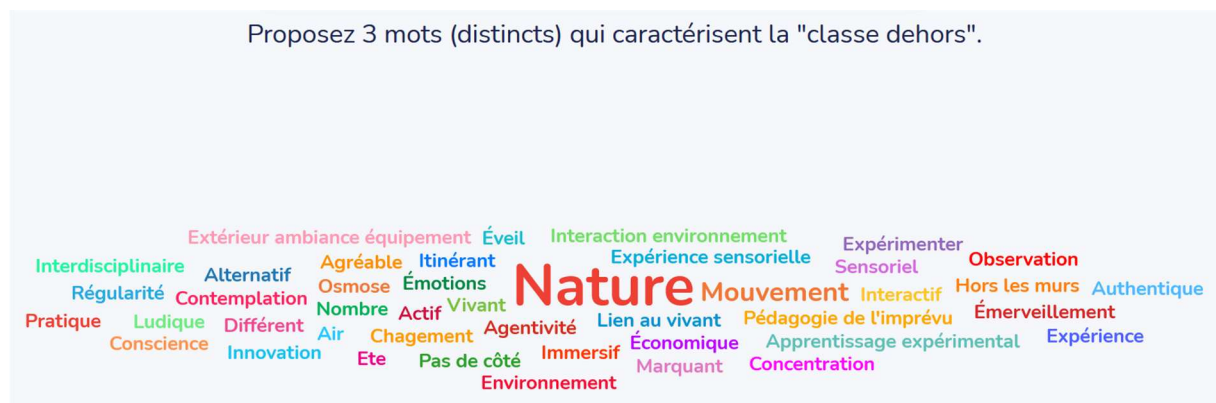 Proposez 3 mots (distincts) qui caractérisent la "classe dehors".
Extérieur ambiance équipement
Éveil
Interaction environnement
Expérimenter
Interdisciplinaire
Alternatif
Agréable
Itinérant
Expérience sensorielle
Sensoriel
Observation
Régularité
Contemplation
Osmose
Émotions
Nature
Mouvement
Interactif
Hors les murs
Authentique
Pratique
Ludique
Différent
Nombre
Actif
Vivant
Lien au vivant
Pédagogie de l'imprévu
Émerveillement
Conscience
Innovation
Air
Chagement
Agentivité
Économique
Apprentissage expérimental
Expérience
Ete
Pas de côté
Immersif
Marquant
Concentration
Environnement